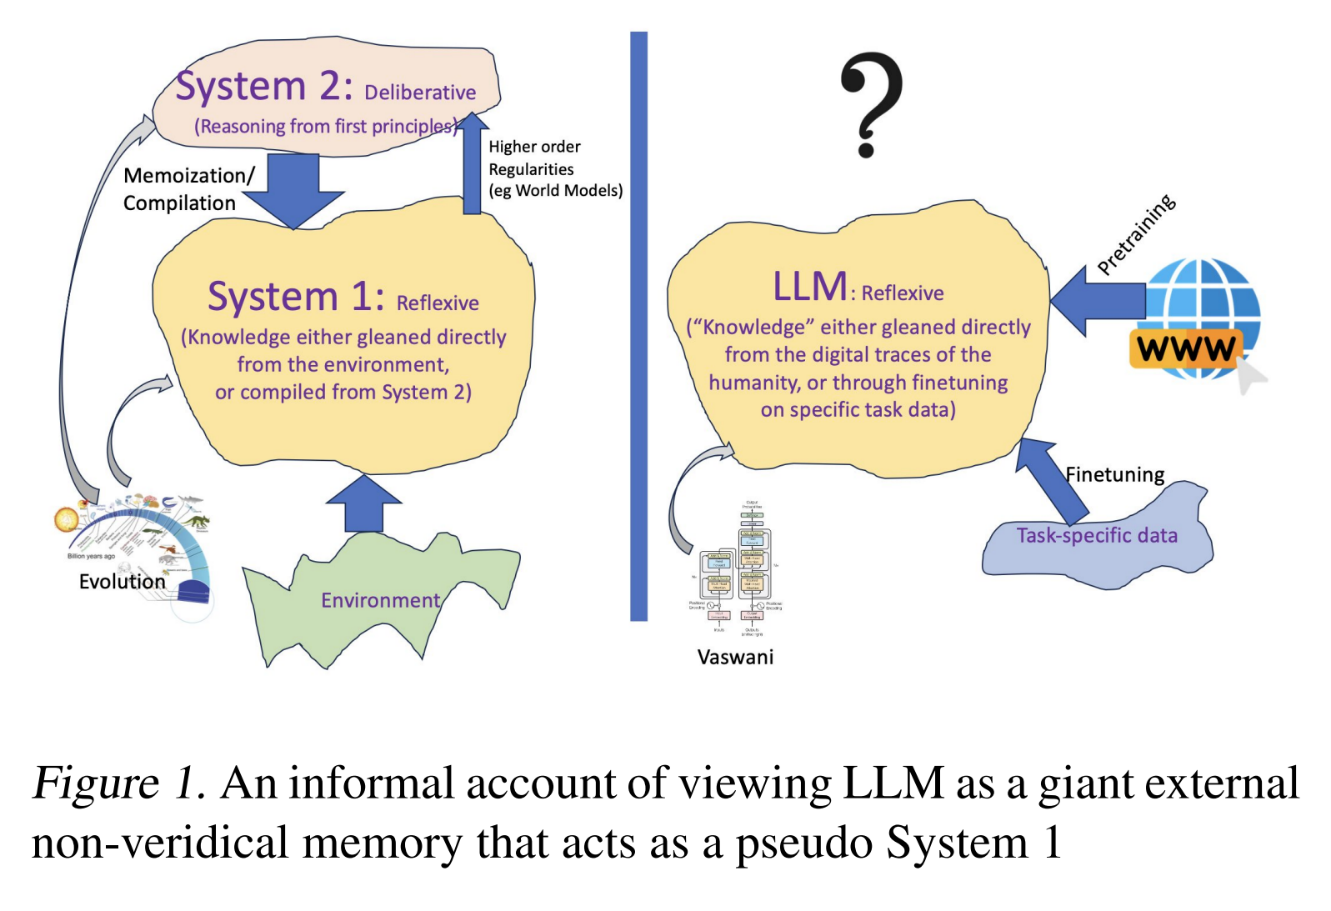 System 2: Deliberative
(Reasoning from first principles)
Memoization/
Compilation
Higher order
Regularities
(eg World Models)
System 1: Reflexive
(Knowledge either gleaned directly
from the environment,
or compiled from System 2)
Billion years ago
Evolution
Environment
?
LLM: Reflexive
("Knowledge" either gleaned directly
from the digital traces of the
humanity, or through finetuning
on specific task data)
Pretraining
WWW
Finetuning
Task-specific data
Vaswani
Figure 1. An informal account of viewing LLM as a giant external
non-veridical memory that acts as a pseudo System 1